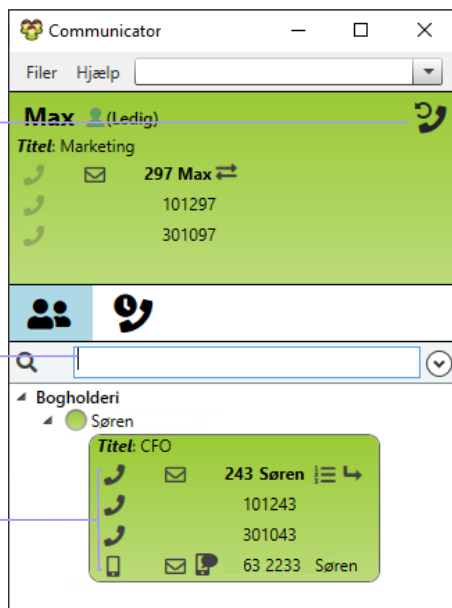 Communicator
Filer Hjælp
Max (Ledig)
Titel: Marketing
297 Max
101297
301097
Bogholderi
Søren
Titel: CFO
243 Søren
101243
301043
63 2233 Søren